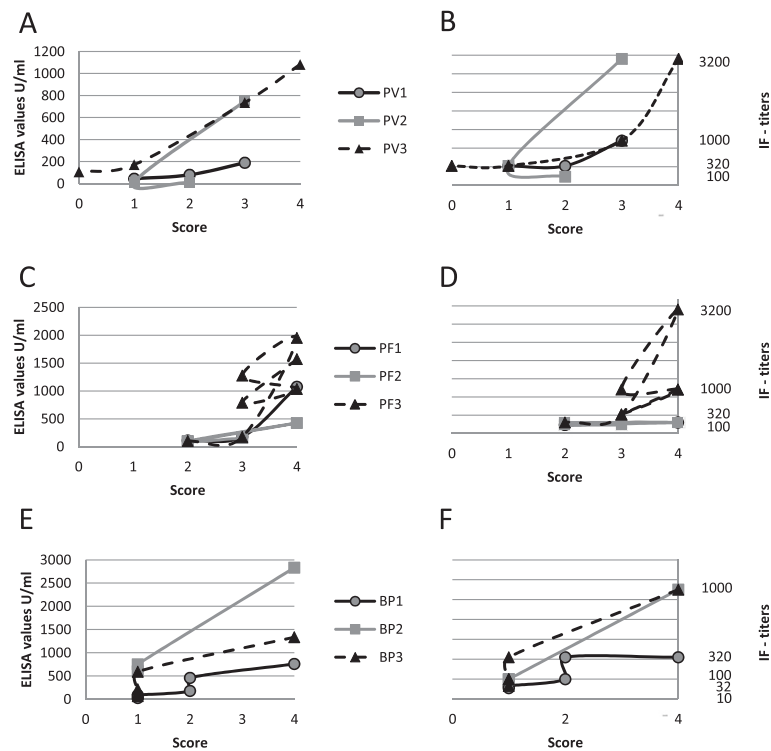 A
ELISA values U/ml
1200
1000
800
600
400
200
0
0 1 2 3 4
Score
PV1
PV2
PV3
B
3200
1000
320
100
IF - titers
0 1 2 3 4
Score
C
ELISA values U/ml
2500
2000
1500
1000
500
0
0 1 2 3 4
Score
PF1
PF2
PF3
D
3200
1000
320
100
IF - titers
0 1 2 3 4
Score
E
ELISA values U/ml
3000
2500
2000
1500
1000
500
0
0 1 2 3 4
Score
BP1
BP2
BP3
F
1000
320
100
32
10
IF - titers
0 1 2 4
Score